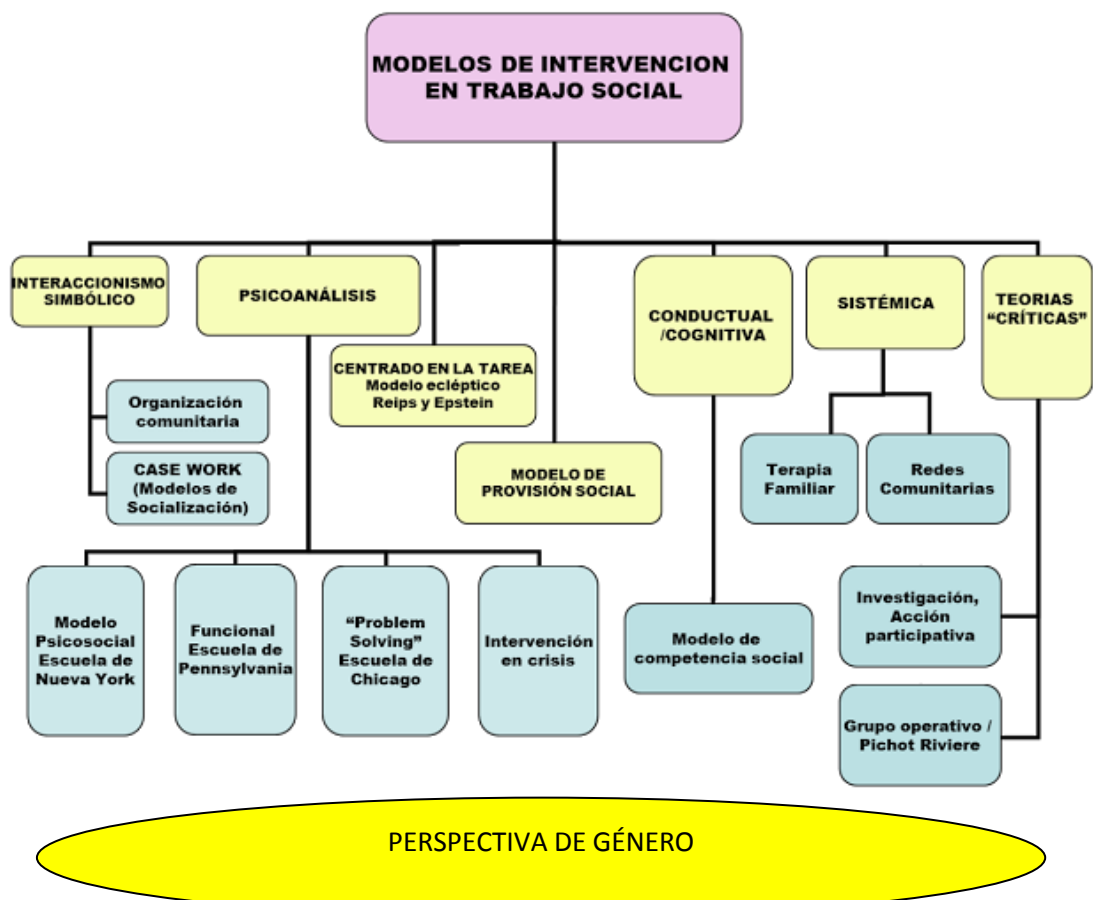 MODELOS DE INTERVENCION
EN TRABAJO SOCIAL
INTERACCIONISMO
SIMBÓLICO
PSICOANÁLISIS
CENTRADO EN LA TAREA
Modelo ecléptico
Reips y Epstein
MODELO DE
PROVISIÓN SOCIAL
CONDUCTUAL
/COGNITIVA
SISTÉMICA
TEORIAS
“CRÍTICAS”
Organización
comunitaria
CASE WORK
(Modelos de
Socialización)
Terapia
Familiar
Redes
Comunitarias
Modelo
Psicosocial
Escuela de
Nueva York
Funcional
Escuela de
Pennsylvania
“Problem
Solving”
Escuela de
Chicago
Intervención
en crisis
Modelo de
competencia social
Investigación,
Acción
participativa
Grupo operativo /
Pichot Riviere
PERSPECTIVA DE GÉNERO